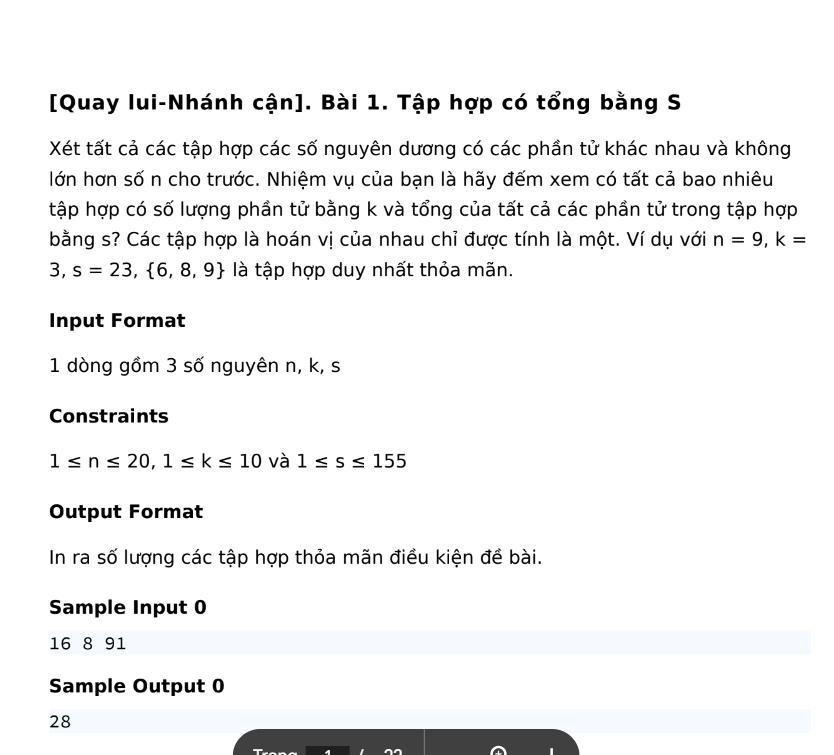 [Quay lui-Nhánh cận]. Bài 1. Tập hợp có tổng bằng S
Xét tất cả các tập hợp các số nguyên dương có các phần tử khác nhau và không
lớn hơn số n cho trước. Nhiệm vụ của bạn là hãy đếm xem có tất cả bao nhiêu
tập hợp có số lượng phần tử bằng k và tổng của tất cả các phần tử trong tập hợp
bằng s? Các tập hợp là hoán vị của nhau chỉ được tính là một. Ví dụ với n = 9, k =
3, s = 23, {6, 8, 9} là tập hợp duy nhất thỏa mãn.
Input Format
1 dòng gồm 3 số nguyên n, k, s
Constraints
1 ≤ n ≤ 20, 1 ≤ k ≤ 10 và 1 ≤ s ≤ 155
Output Format
In ra số lượng các tập hợp thỏa mãn điều kiện đề bài.
Sample Input 0
16 8 91
Sample Output 0
28
Trang 1 / 22